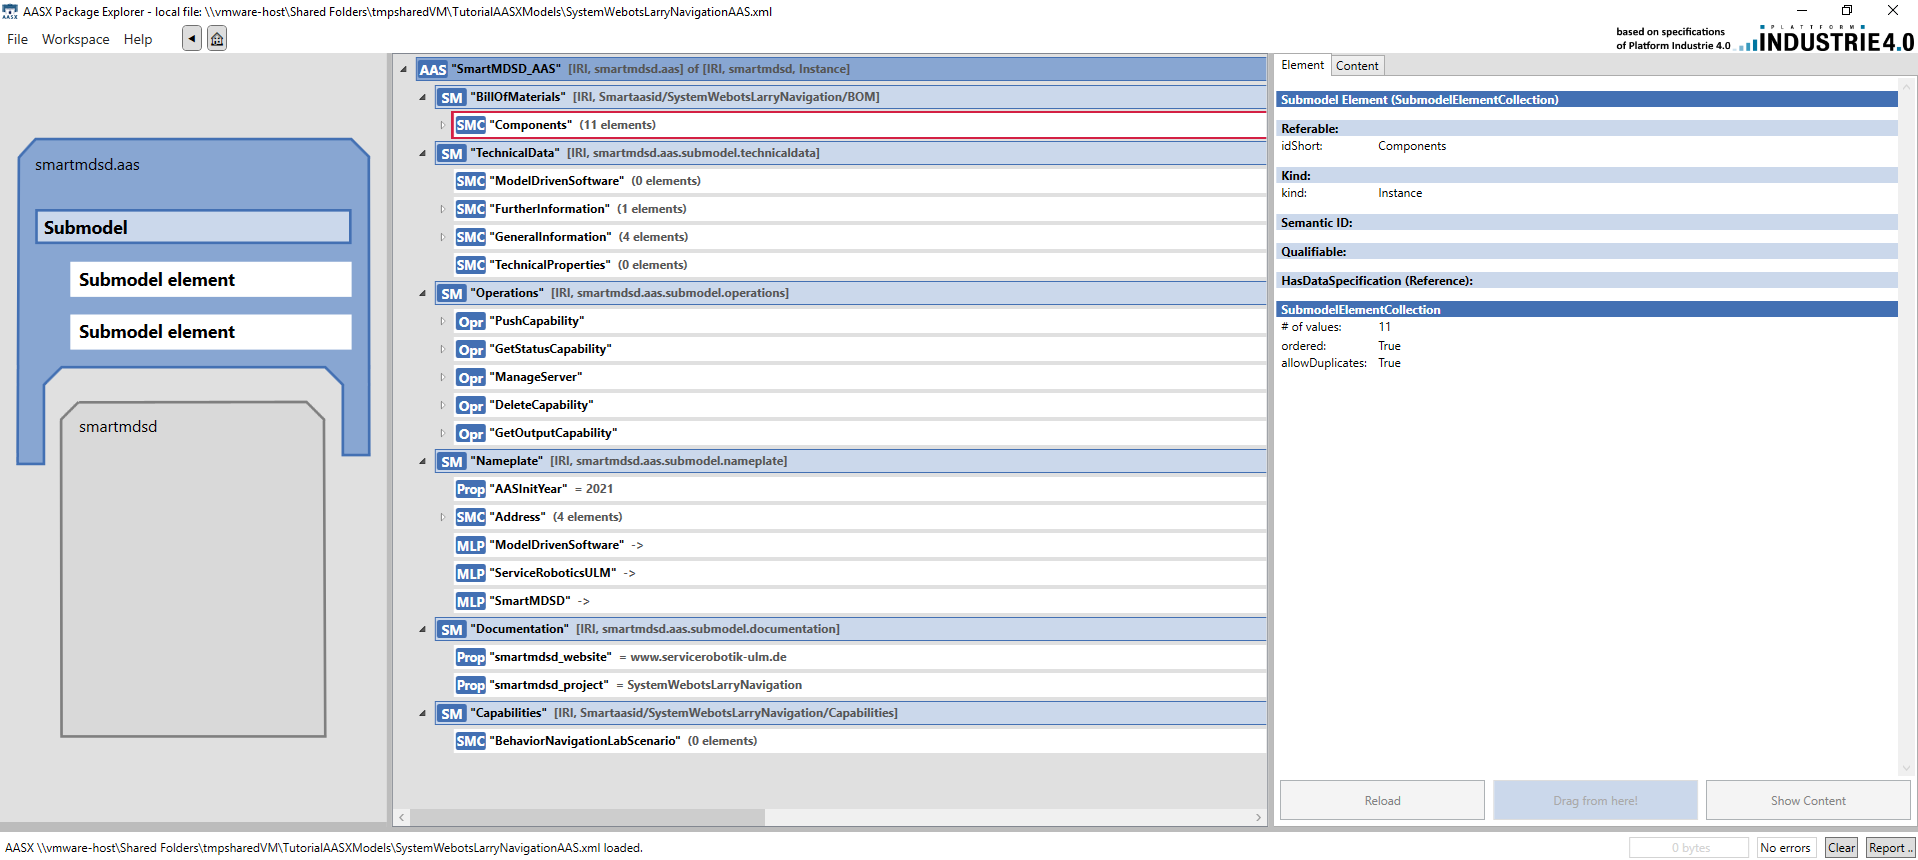 AASX Package Explorer - local file: \\vmware-host\Shared Folders\tmpsharedVM\TutorialAASXModels\SystemWebotsLarryNavigationAAS.xml
File Workspace Help
based on specifications
of Platform Industrie 4.0
PLATTFORM
INDUSTRIE4.0
smartmdsd.aas
Submodel
Submodel element
Submodel element
smartmdsd
AAS "SmartMDSD_AAS" [IRI, smartmdsd.aas] of [IRI, smartmdsd, Instance]
SM "BillOfMaterials" [IRI, Smartaasid/SystemWebotsLarryNavigation/BOM]
SMC "Components" (11 elements)
SM "TechnicalData" [IRI, smartmdsd.aas.submodel.technicaldata]
SMC "ModelDrivenSoftware" (0 elements)
SMC "FurtherInformation" (1 elements)
SMC "GeneralInformation" (4 elements)
SMC "TechnicalProperties" (0 elements)
SM "Operations" [IRI, smartmdsd.aas.submodel.operations]
Opr "PushCapability"
Opr "GetStatusCapability"
Opr "ManageServer"
Opr "DeleteCapability"
Opr "GetOutputCapability"
SM "Nameplate" [IRI, smartmdsd.aas.submodel.nameplate]
Prop "AASInitYear" = 2021
SMC "Address" (4 elements)
MLP "ModelDrivenSoftware" ->
MLP "ServiceRoboticsULM" ->
MLP "SmartMDSD" ->
SM "Documentation" [IRI, smartmdsd.aas.submodel.documentation]
Prop "smartmdsd_website" = www.servicerobotik-ulm.de
Prop "smartmdsd_project" = SystemWebotsLarryNavigation
SM "Capabilities" [IRI, Smartaasid/SystemWebotsLarryNavigation/Capabilities]
SMC "BehaviorNavigationLabScenario" (0 elements)
Element Content
Submodel Element (SubmodelElementCollection)
Referable:
idShort: Components
Kind:
kind: Instance
Semantic ID:
Qualifiable:
HasDataSpecification (Reference):
SubmodelElementCollection
# of values: 11
ordered: True
allowDuplicates: True
Reload Drag from here! Show Content
AASX \\vmware-host\Shared Folders\tmpsharedVM\TutorialAASXModels\SystemWebotsLarryNavigationAAS.xml loaded.
0 bytes No errors Clear Report ..